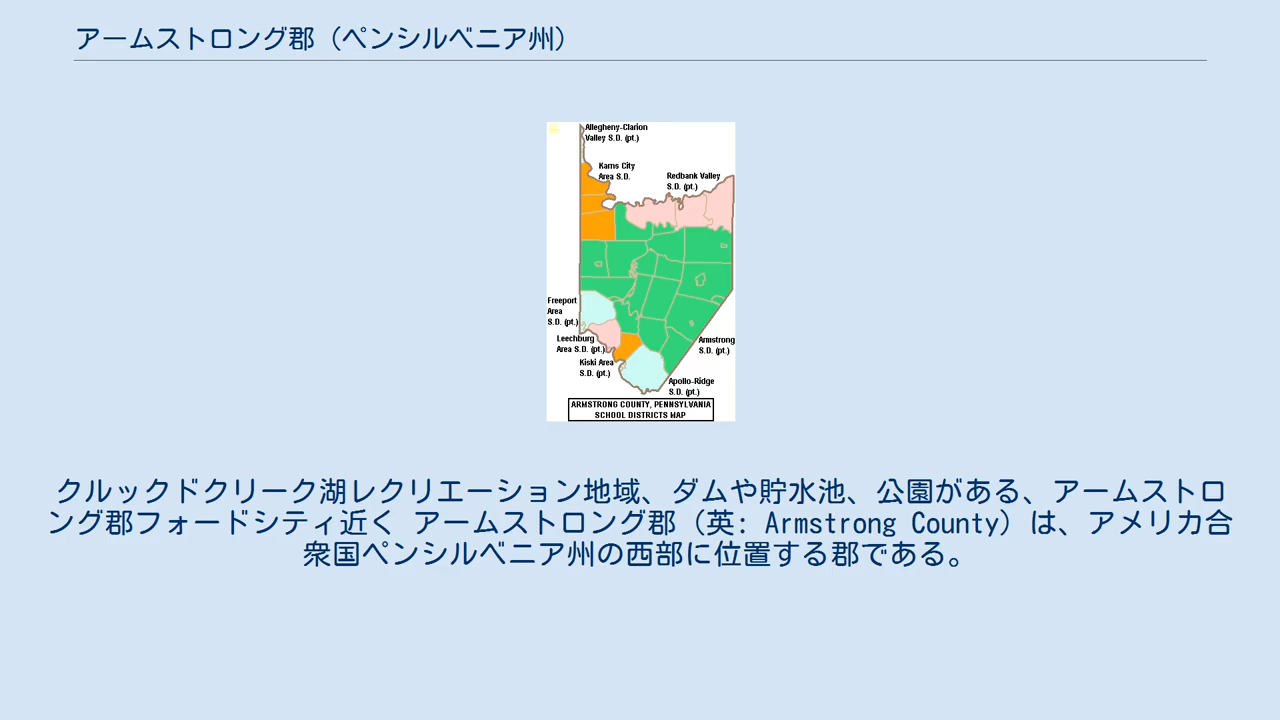 アームストロング郡（ペンシルベニア州）
Allegheny-Clarion
Valley S.D. (pt.)
Karns City
Area S.D.
Redbank Valley
S.D. (pt.)
Freeport
Area
S.D. (pt.)
Leechburg
Area S.D. (pt.)
Kiski Area
S.D. (pt.)
Armstrong
S.D. (pt.)
Apollo-Ridge
S.D. (pt.)
ARMSTRONG COUNTY, PENNSYLVANIA
SCHOOL DISTRICTS MAP
クルックドクリーク湖レクリエーション地域、ダムや貯水池、公園がある、アームストロ
ング郡フォードシティ近く アームストロング郡（英: Armstrong County）は、アメリカ合
衆国ペンシルベニア州の西部に位置する郡である。